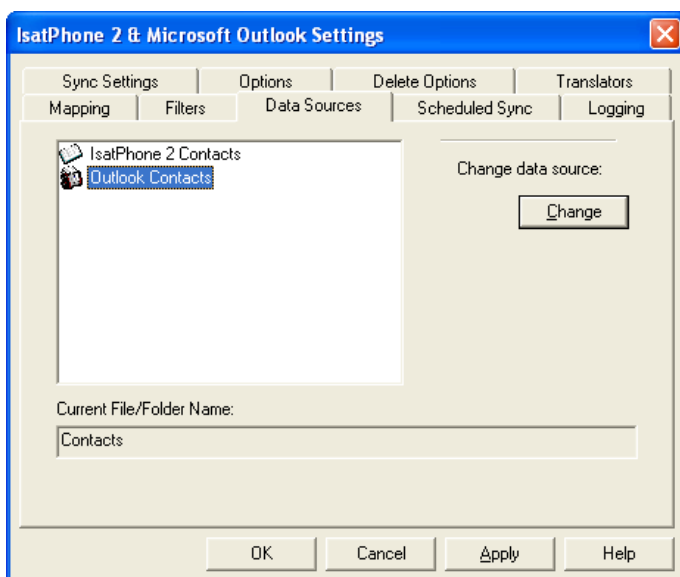 IsatPhone 2 & Microsoft Outlook Settings
Sync Settings Options Delete Options Translators
Mapping Filters Data Sources Scheduled Sync Logging
IsatPhone 2 Contacts
Outlook Contacts
Change data source:
Change
Current File/Folder Name:
Contacts
OK Cancel Apply Help